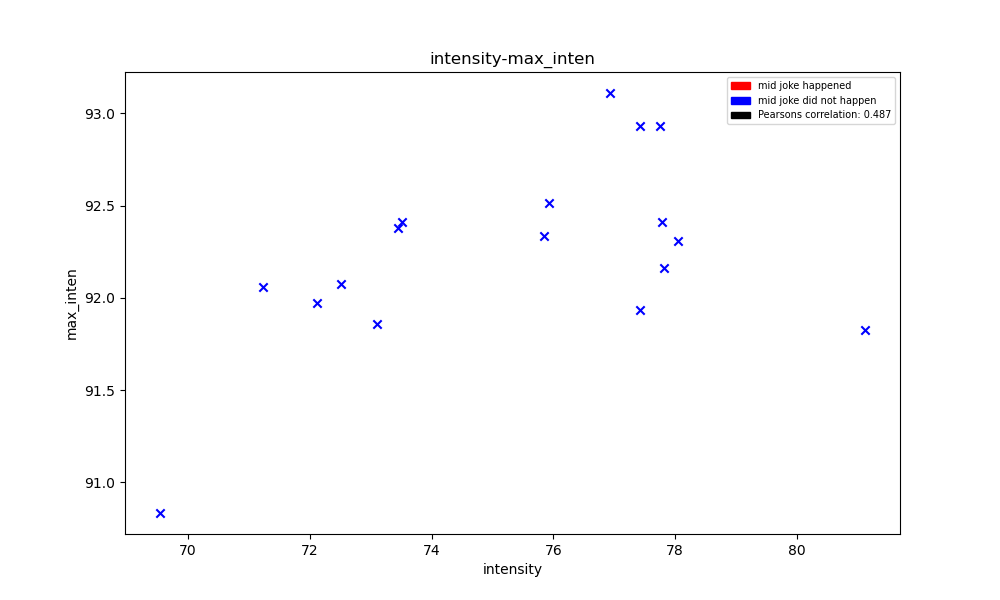 intensity-max_inten
mid joke happened
mid joke did not happen
Pearsons correlation: 0.487
93.0
92.5
92.0
91.5
91.0
max_inten
70 72 74 76 78 80
intensity